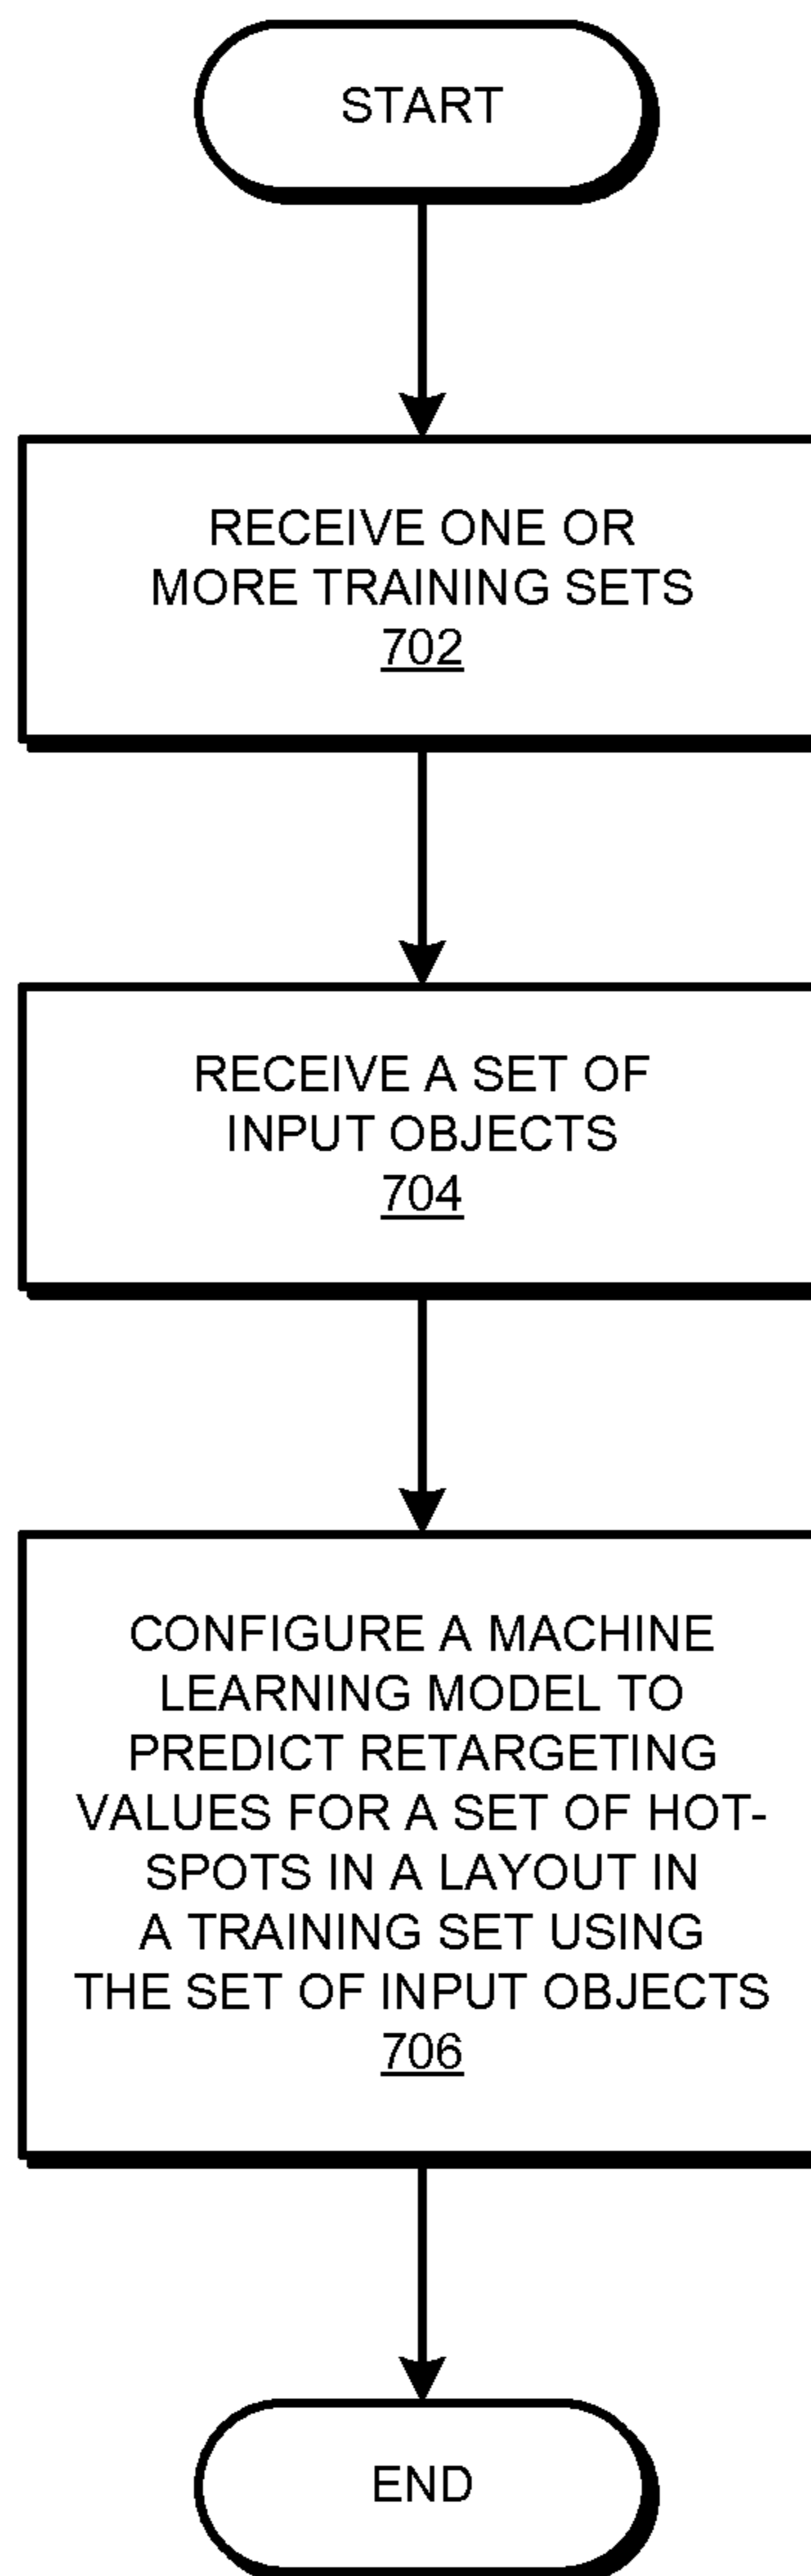 START
RECEIVE ONE OR
MORE TRAINING SETS
702
RECEIVE A SET OF
INPUT OBJECTS
704
CONFIGURE A MACHINE
LEARNING MODEL TO
PREDICT RETARGETING
VALUES FOR A SET OF HOT-
SPOTS IN A LAYOUT IN
A TRAINING SET USING
THE SET OF INPUT OBJECTS
706
END